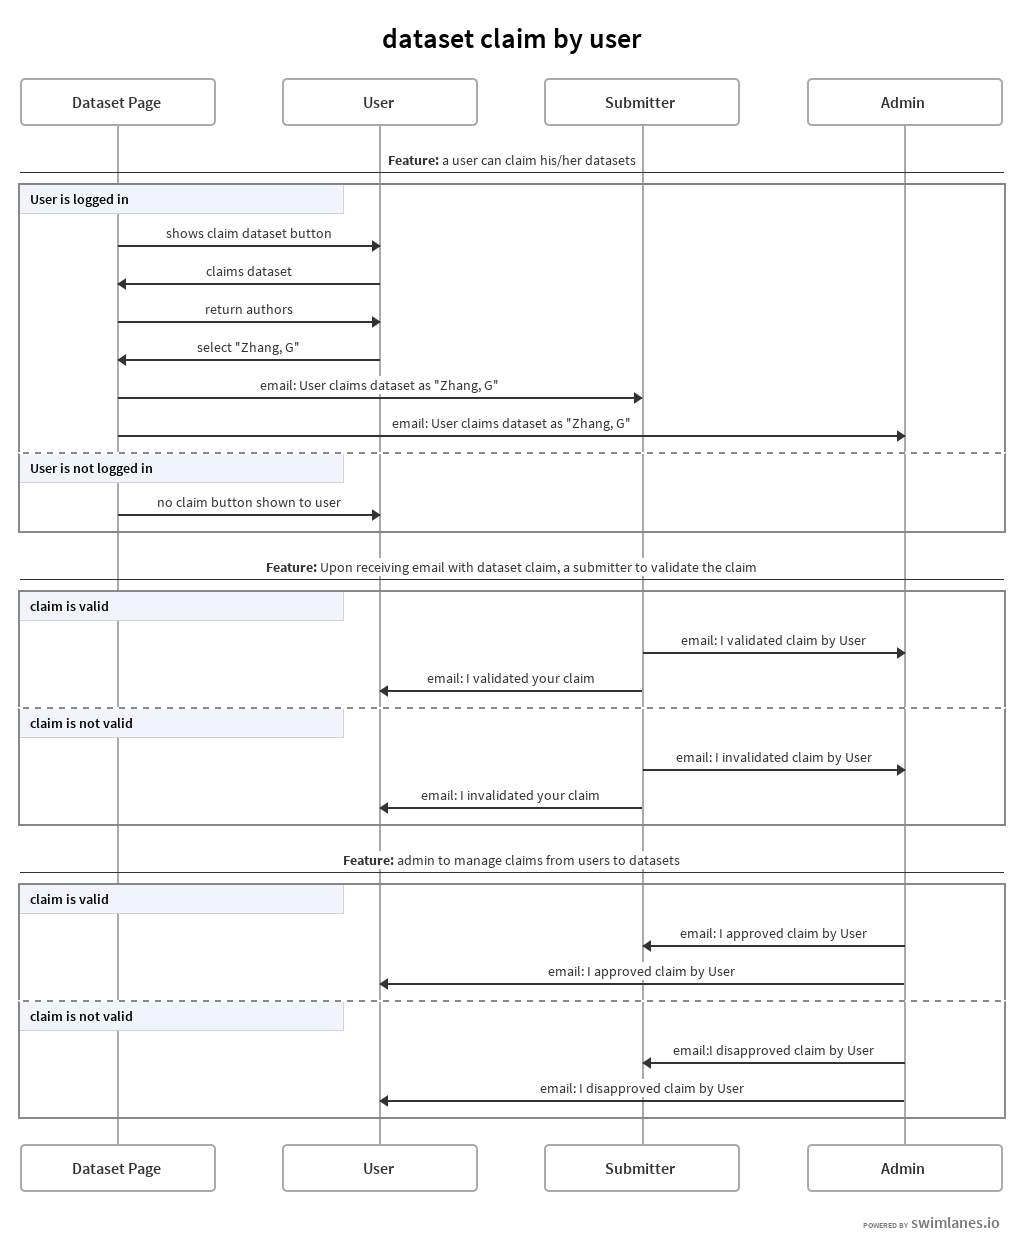 dataset claim by user
Dataset Page
User
Submitter
Admin
Feature: a user can claim his/her datasets
User is logged in
shows claim dataset button
claims dataset
return authors
select "Zhang, G"
email: User claims dataset as "Zhang, G"
email: User claims dataset as "Zhang, G"
User is not logged in
no claim button shown to user
Feature: Upon receiving email with dataset claim, a submitter to validate the claim
claim is valid
email: I validated claim by User
email: I validated your claim
claim is not valid
email: I invalidated claim by User
email: I invalidated your claim
Feature: admin to manage claims from users to datasets
claim is valid
email: I approved claim by User
email: I approved claim by User
claim is not valid
email:I disapproved claim by User
email: I disapproved claim by User
Dataset Page
User
Submitter
Admin
POWERED BY swimlanes.io